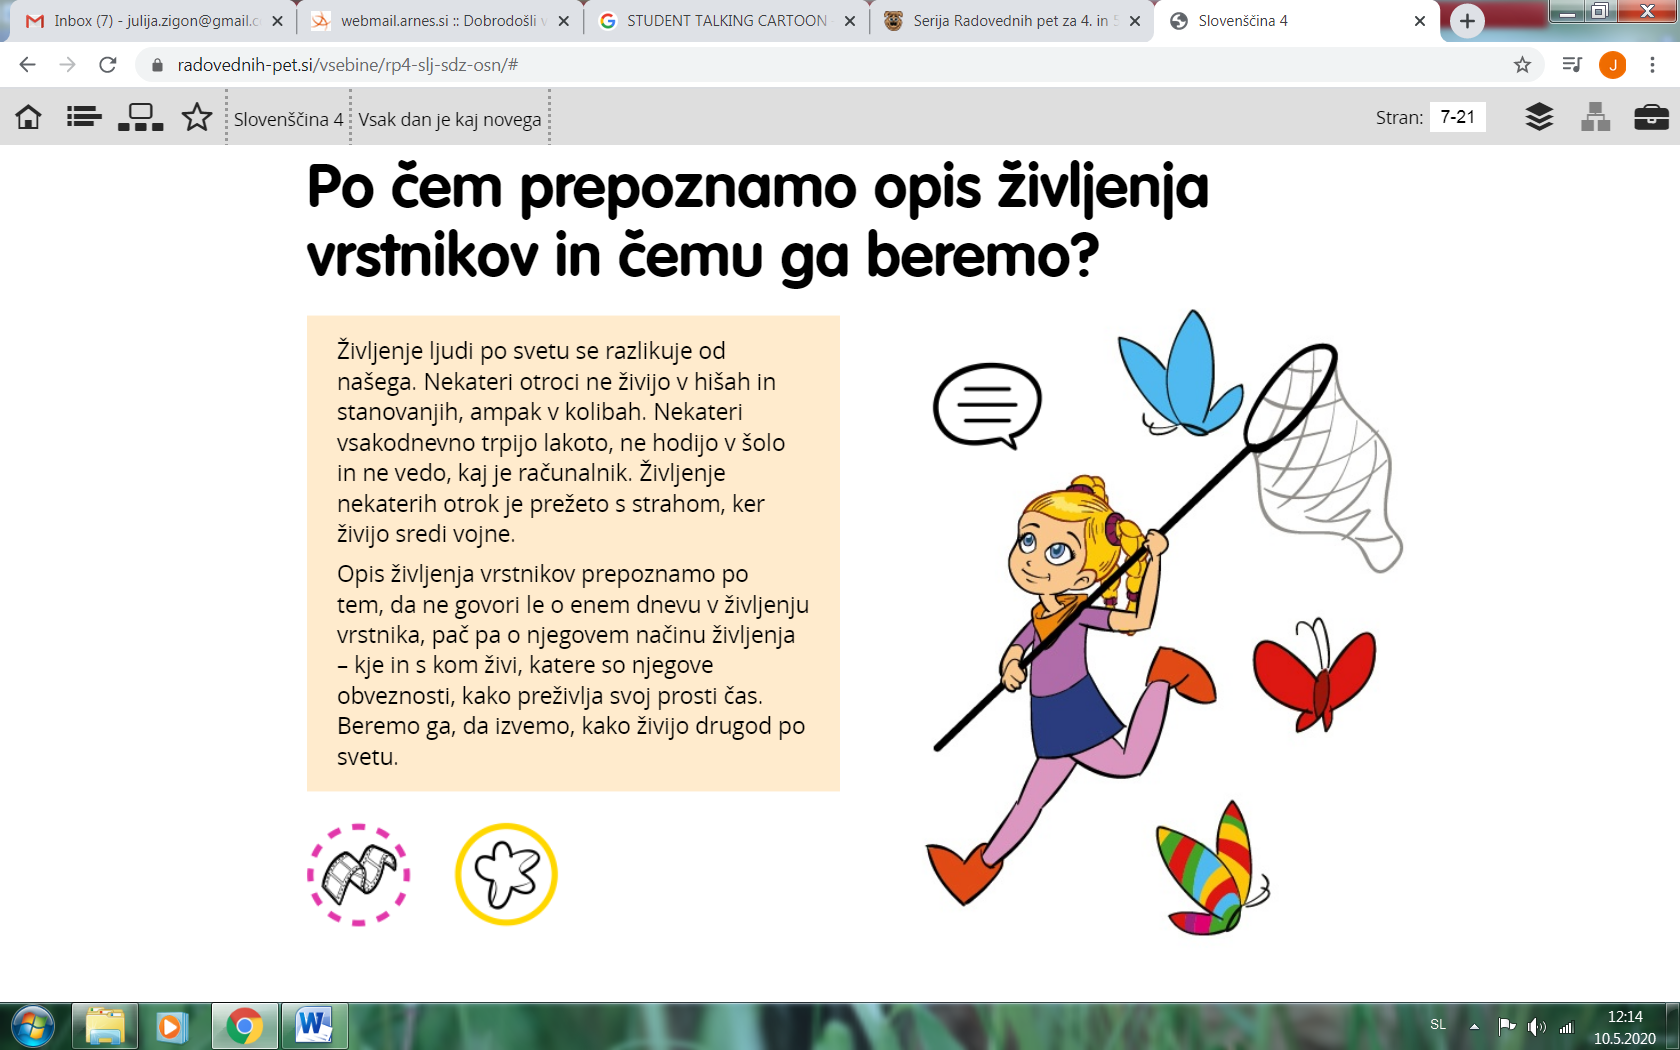 Inbox (7) - julija.zigon@gmail.c
webmail.arnes.si :: Dobrodošli v
STUDENT TALKING CARTOON -
Serija Radovednih pet za 4. in 5
Slovenščina 4
radovednih-pet.si/vsebine/rp4-slj-sdz-osn/#
J
Slovenščina 4
Vsak dan je kaj novega
Stran: 7-21
Po čem prepoznamo opis življenja
vrstnikov in čemu ga beremo?
Življenje ljudi po svetu se razlikuje od
našega. Nekateri otroci ne živijo v hišah in
stanovanjih, ampak v kolibah. Nekateri
vsakodnevno trpijo lakoto, ne hodijo v šolo
in ne vedo, kaj je računalnik. Življenje
nekaterih otrok je prežeto s strahom, ker
živijo sredi vojne.
Opis življenja vrstnikov prepoznamo po
tem, da ne govori le o enem dnevu v življenju
vrstnika, pač pa o njegovem načinu življenja
– kje in s kom živi, katere so njegove
obveznosti, kako preživlja svoj prosti čas.
Beremo ga, da izvemo, kako živijo drugod po
svetu.
SL
12:14
10.5.2020